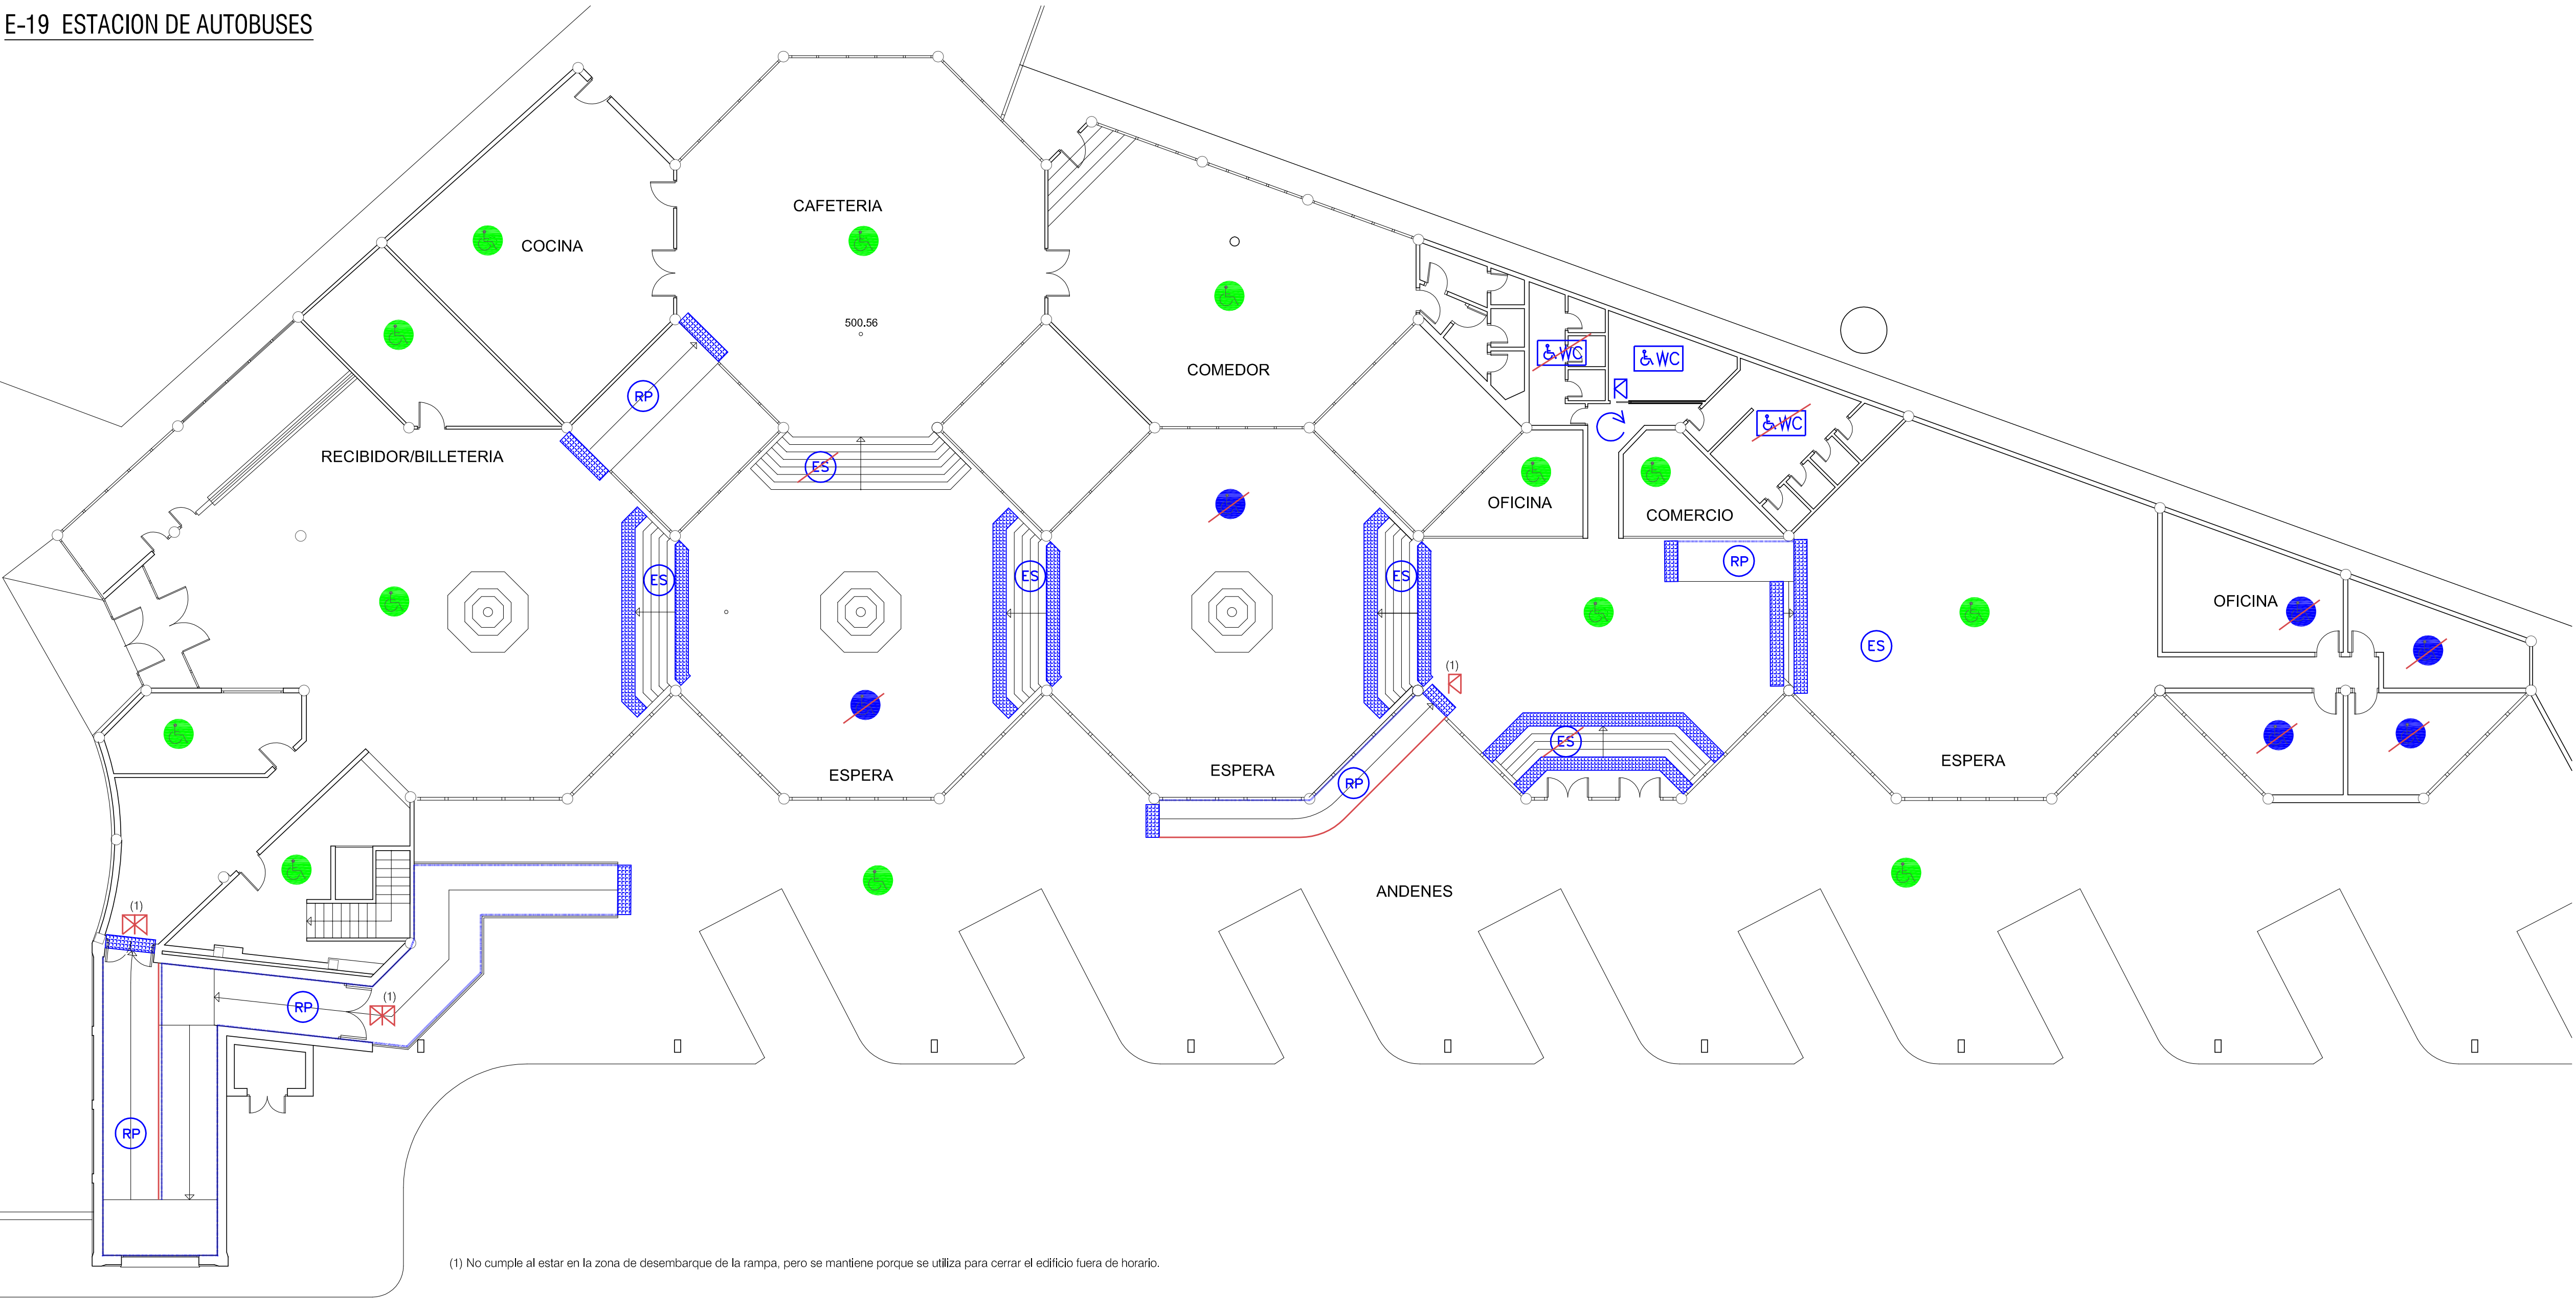 E-19 ESTACION DE AUTOBUSES
CAFETERIA
COCINA
500.56
COMEDOR
WC
WC
RP
WC
RECIBIDOR/BILLETERIA
ES
OFICINA
COMERCIO
RP
ES
ES
ES
OFICINA
ES
(1)
ES
ESPERA
ESPERA
ESPERA
RP
ANDENES
(1)
(1)
RP
RP
(1) No cumple al estar en la zona de desembarque de la rampa, pero se mantiene porque se utiliza para cerrar el edificio fuera de horario.